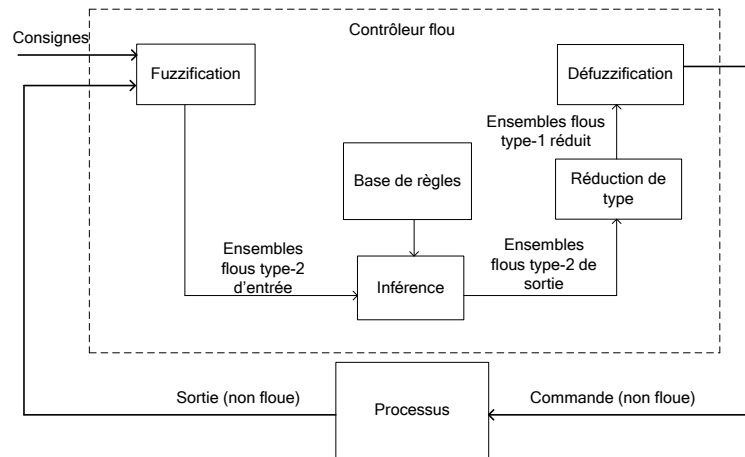 Consignes
Contrôleur flou
Fuzzification
Défuzzification
Ensembles flous
type-1 réduit
Base de règles
Réduction de
type
Ensembles
flous type-2
d'entrée
Inférence
Ensembles
flous type-2 de
sortie
Sortie (non floue)
Processus
Commande (non floue)